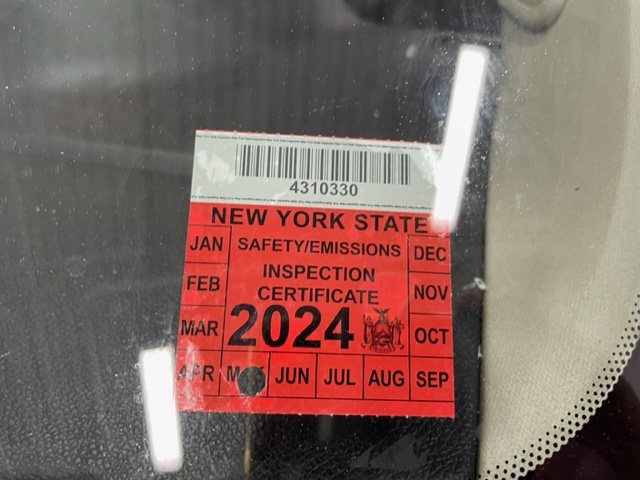 4310330
NEW YORK STATE
JAN SAFETY/EMISSIONS DEC
FEB INSPECTION NOV
CERTIFICATE
MAR 2024 OCT
APR JUN JUL AUG SEP